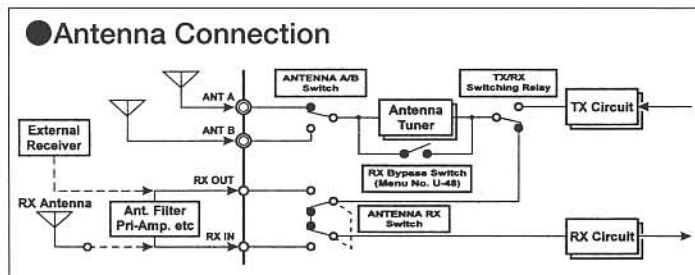 ●Antenna Connection
ANT A
ANTENNA A/B
Switch
TX/RX
Switching Relay
Antenna
Tuner
TX Circuit
ANT B
External
Receiver
RX Bypass Switch
(Menu No. U-48)
RX OUT
RX Antenna
Ant. Filter
Pri-Amp. etc
ANTENNA RX
Switch
RX IN
RX Circuit